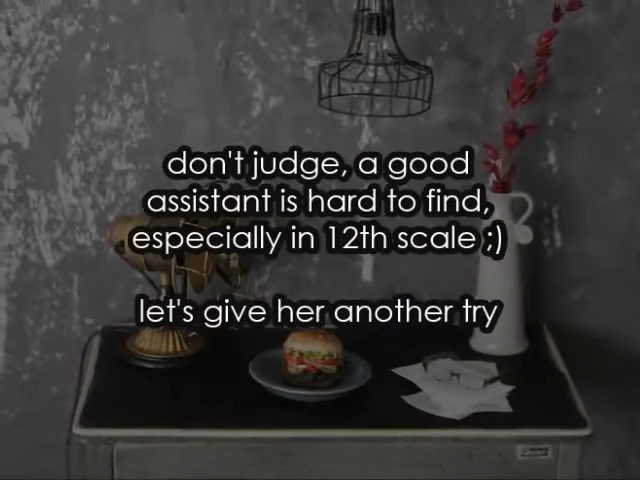 don't judge, a good
assistant is hard to find,
especially in 12th scale ;)
let's give her another try